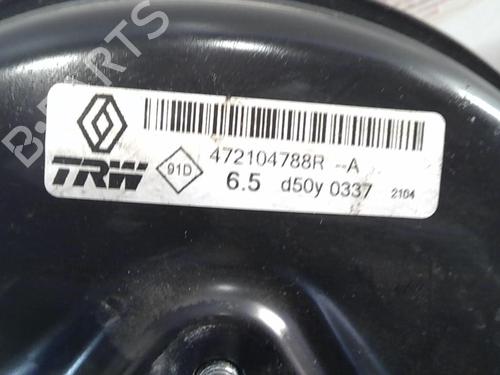 B-PARTS
472104788R --A
TRW
91D
6.5 d50y 0337 2104